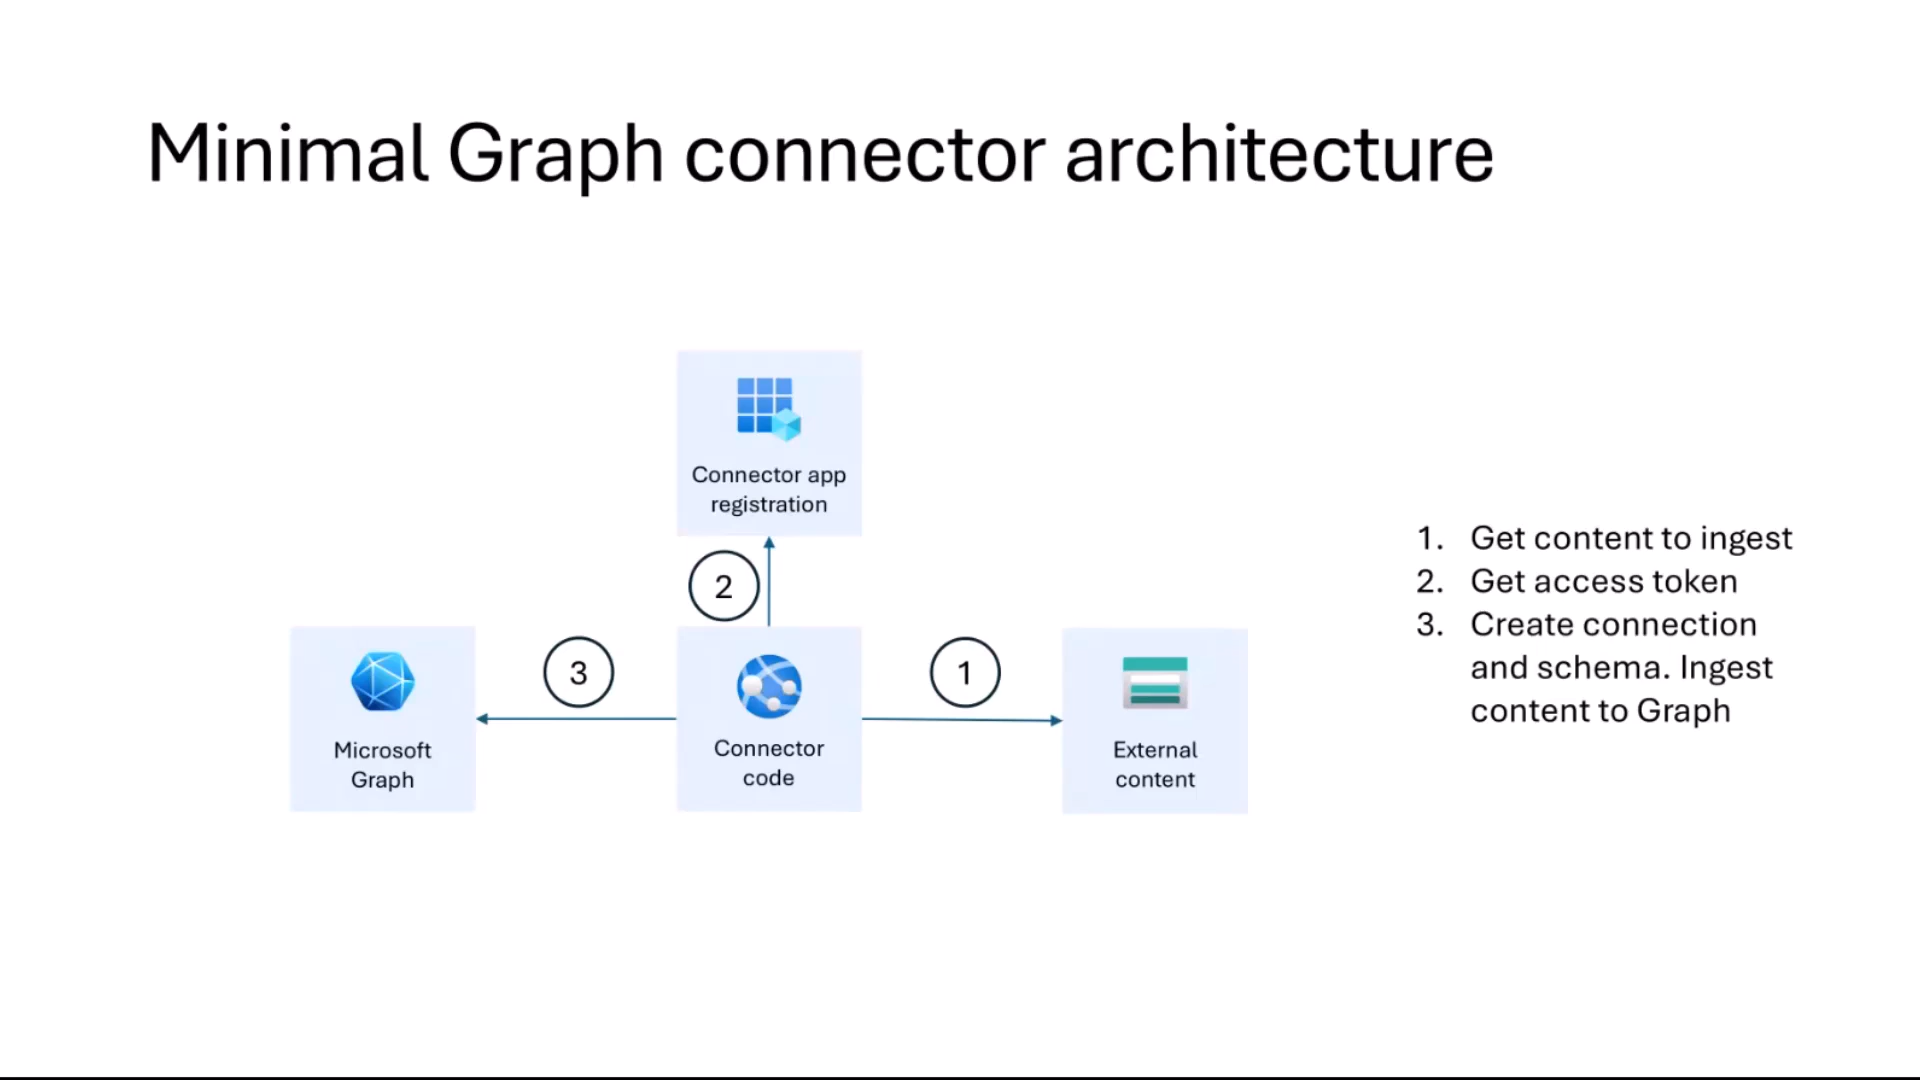 Minimal Graph connector architecture
Connector app
registration
2
3
1
Microsoft
Graph
Connector
code
External
content
1. Get content to ingest
2. Get access token
3. Create connection
and schema. Ingest
content to Graph